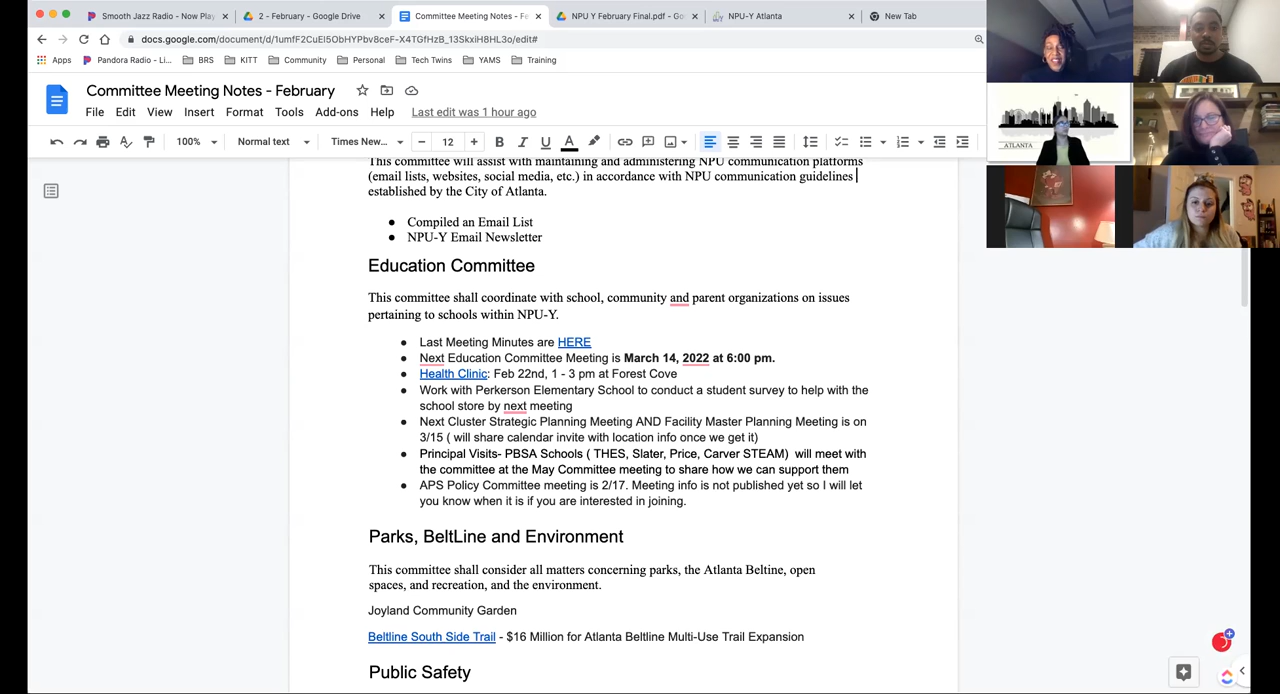 Smooth Jazz Radio - Now Play
2 - February - Google Drive
Committee Meeting Notes - Fe
NPU Y February Final.pdf - Go
NPU-Y Atlanta
New Tab
Apps
Pandora Radio - Li...
BRS
KITT
Community
Personal
Tech Twins
YAMS
Training
Committee Meeting Notes - February
File Edit View Insert Format Tools Add-ons Help Last edit was 1 hour ago
100% Normal text Times New... 12 B I U A
This committee will assist with maintaining and administering NPU communication platforms
(email lists, websites, social media, etc.) in accordance with NPU communication guidelines
established by the City of Atlanta.
Compiled an Email List
NPU-Y Email Newsletter
Education Committee
This committee shall coordinate with school, community and parent organizations on issues
pertaining to schools within NPU-Y.
Last Meeting Minutes are HERE
Next Education Committee Meeting is March 14, 2022 at 6:00 pm.
Health Clinic: Feb 22nd, 1 - 3 pm at Forest Cove
Work with Perkerson Elementary School to conduct a student survey to help with the
school store by next meeting
Next Cluster Strategic Planning Meeting AND Facility Master Planning Meeting is on
3/15 ( will share calendar invite with location info once we get it)
Principal Visits- PBSA Schools ( THES, Slater, Price, Carver STEAM) will meet with
the committee at the May Committee meeting to share how we can support them
APS Policy Committee meeting is 2/17. Meeting info is not published yet so I will let
you know when it is if you are interested in joining.
Parks, BeltLine and Environment
This committee shall consider all matters concerning parks, the Atlanta Beltine, open
spaces, and recreation, and the environment.
Joyland Community Garden
Beltline South Side Trail - $16 Million for Atlanta Beltline Multi-Use Trail Expansion
Public Safety
ATLANTA